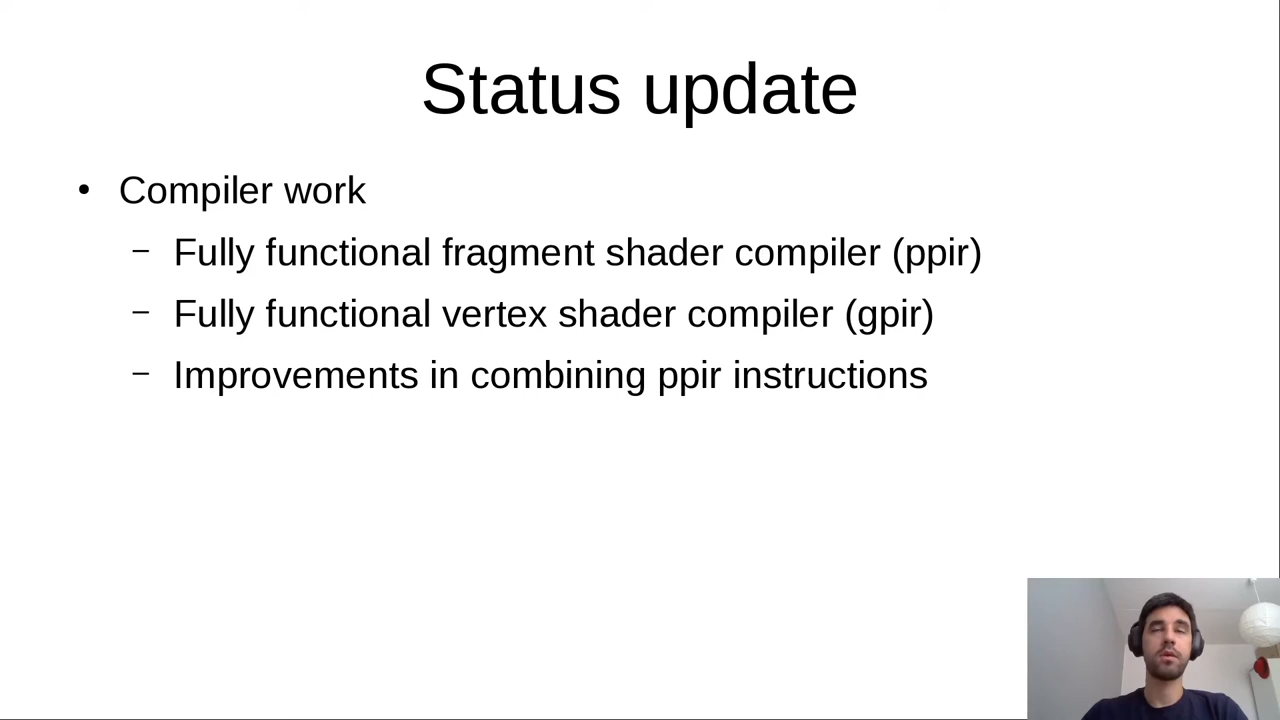 Status update
• Compiler work
– Fully functional fragment shader compiler (ppir)
– Fully functional vertex shader compiler (gpir)
– Improvements in combining ppir instructions